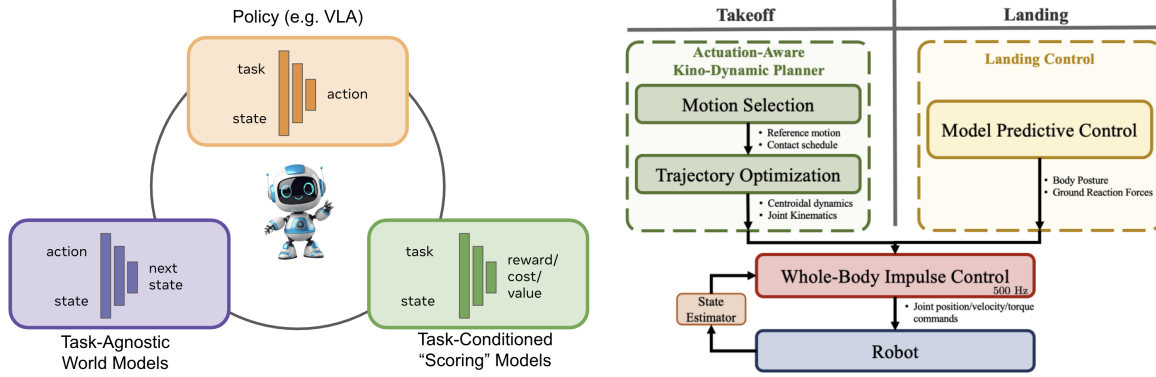 Policy (e.g. VLA)
task
state
action
action
state
next
state
task
state
reward/
cost/
value
Task-Agnostic
World Models
Task-Conditioned
“Scoring” Models
Takeoff
Landing
Actuation-Aware
Kino-Dynamic Planner
Motion Selection
• Reference motion
• Contact schedule
Trajectory Optimization
• Centroidal dynamics
• Joint Kinematics
Landing Control
Model Predictive Control
• Body Posture
• Ground Reaction Forces
Whole-Body Impulse Control
500 Hz
State
Estimator
• Joint position/velocity/torque
commands
Robot